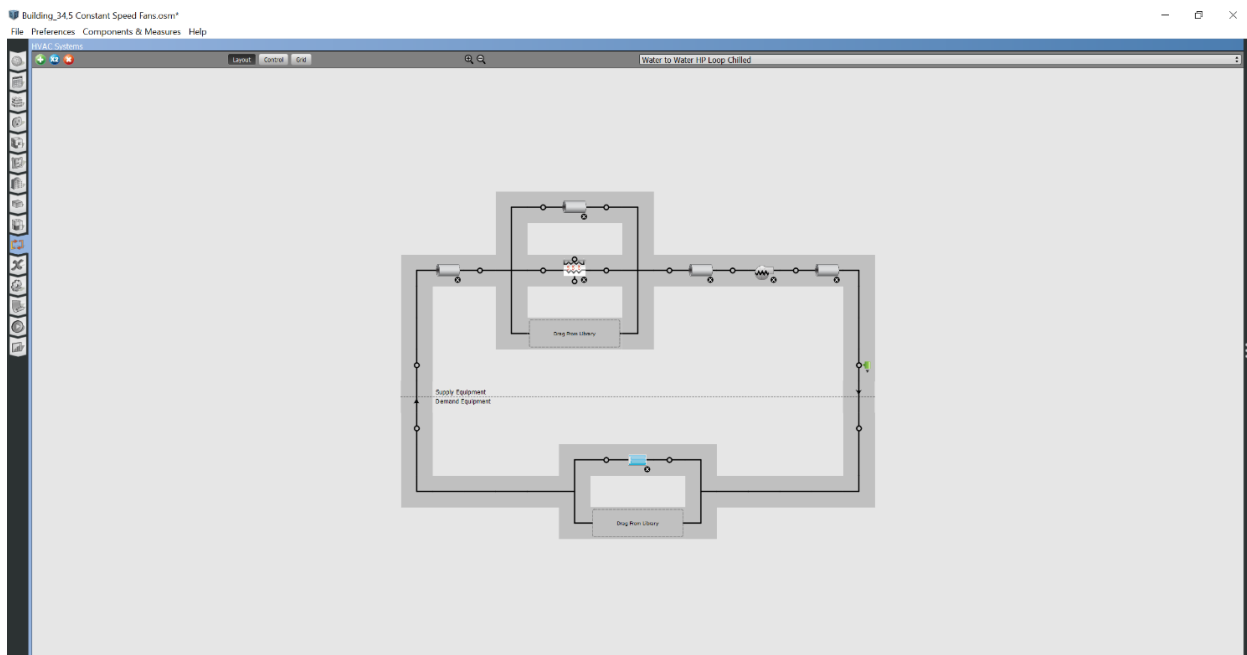 Building_34,5 Constant Speed Fans.osm*
File Preferences Components & Measures Help
HVAC Systems
Layout Control Grid
Water to Water HP Loop Chilled
Drag From Library
Supply Equipment
Demand Equipment
Drag From Library